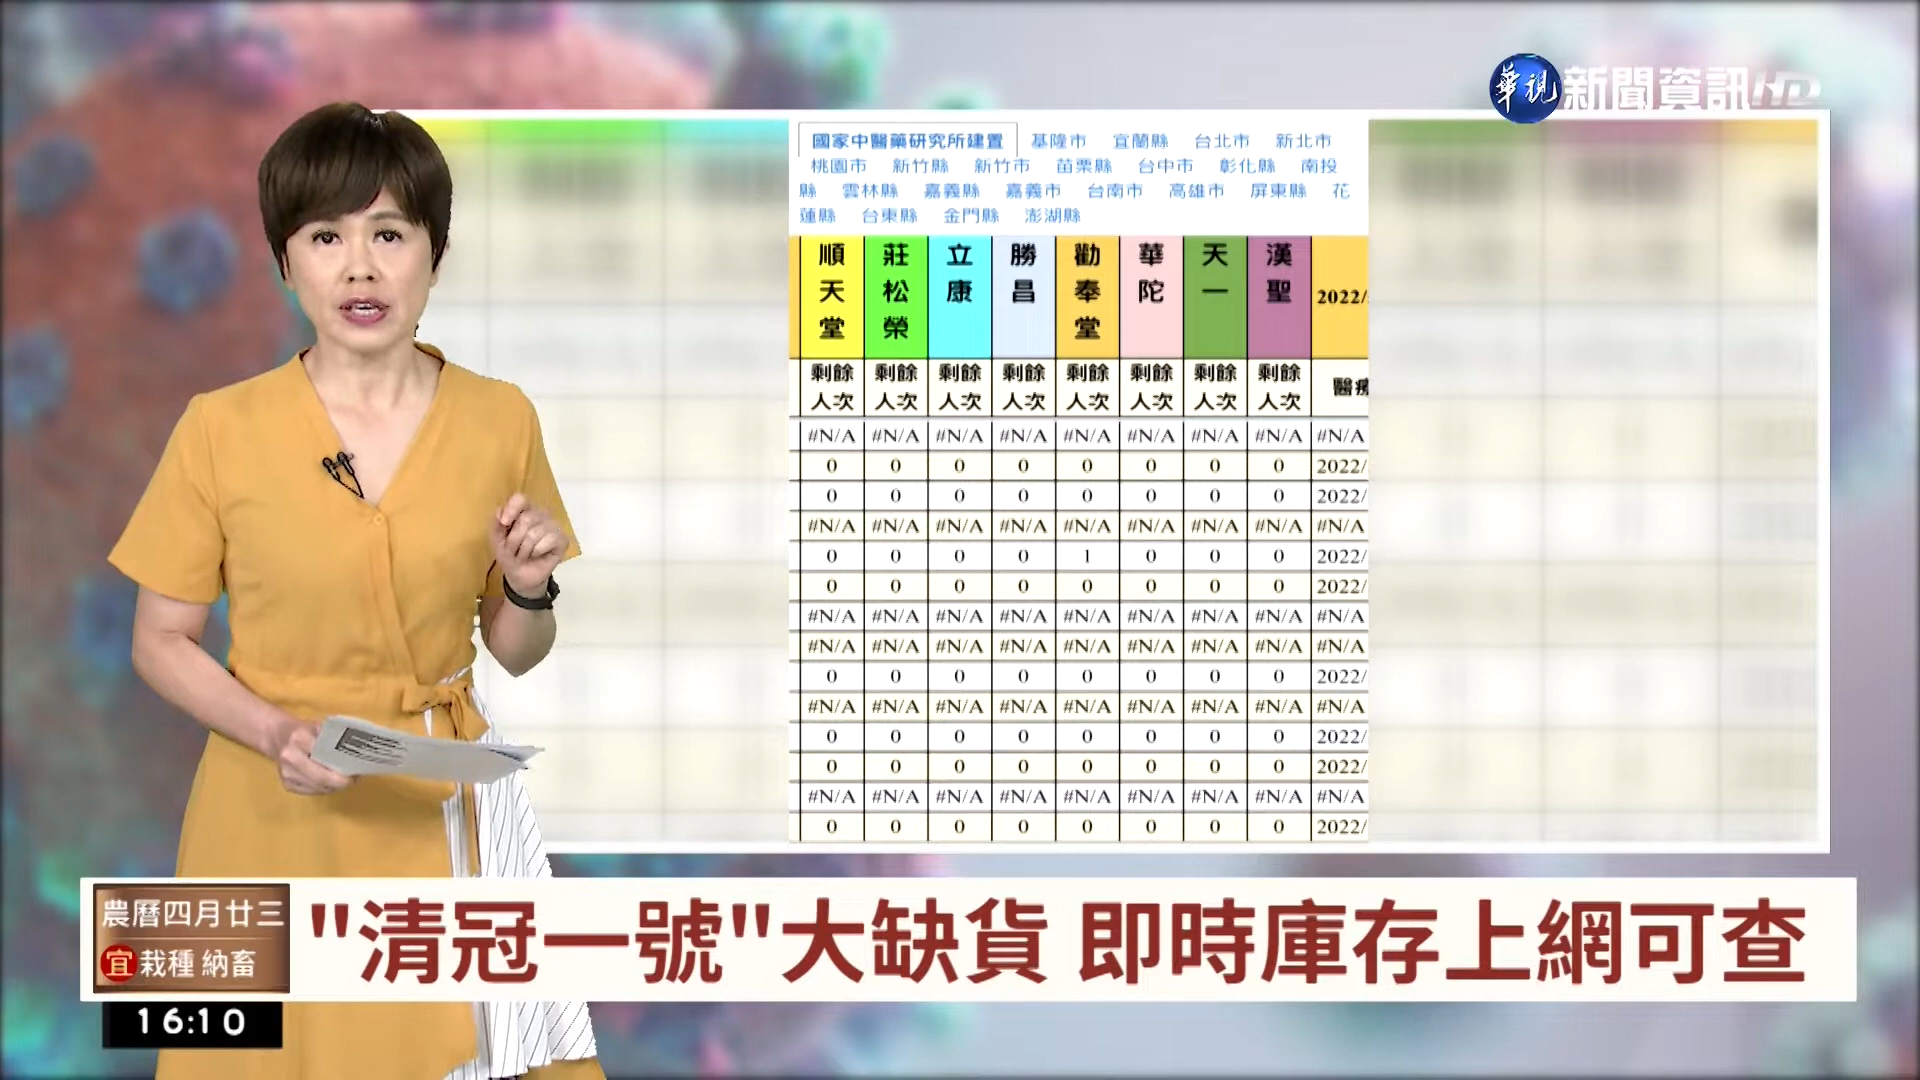 華視 新聞資訊HD
國家中醫藥研究所建置 基隆市 宜蘭縣 台北市 新北市
桃園市 新竹縣 新竹市 苗栗縣 台中市 彰化縣 南投
縣 雲林縣 嘉義縣 嘉義市 台南市 高雄市 屏東縣 花
蓮縣 台東縣 金門縣 澎湖縣
順天堂 莊松榮 立康 勝昌 勸奉堂 華陀 天一 漢聖 2022/
剩餘人次 剩餘人次 剩餘人次 剩餘人次 剩餘人次 剩餘人次 剩餘人次 剩餘人次 醫療
#N/A #N/A #N/A #N/A #N/A #N/A #N/A #N/A #N/A
0 0 0 0 0 0 0 0 2022/
0 0 0 0 0 0 0 0 2022/
#N/A #N/A #N/A #N/A #N/A #N/A #N/A #N/A #N/A
0 0 0 0 1 0 0 0 2022/
0 0 0 0 0 0 0 0 2022/
#N/A #N/A #N/A #N/A #N/A #N/A #N/A #N/A #N/A
#N/A #N/A #N/A #N/A #N/A #N/A #N/A #N/A #N/A
0 0 0 0 0 0 0 0 2022/
#N/A #N/A #N/A #N/A #N/A #N/A #N/A #N/A #N/A
0 0 0 0 0 0 0 0 2022/
0 0 0 0 0 0 0 0 2022/
#N/A #N/A #N/A #N/A #N/A #N/A #N/A #N/A #N/A
0 0 0 0 0 0 0 0 2022/
農曆四月廿三
宜 栽種 納畜
"清冠一號"大缺貨 即時庫存上網可查
16:10